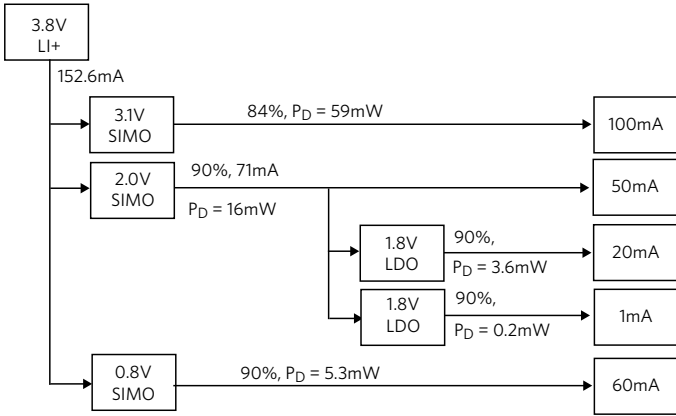 3.8V
LI+
152.6mA
3.1V
SIMO
84%, PD = 59mW
100mA
2.0V
SIMO
90%, 71mA
PD = 16mW
50mA
1.8V
LDO
90%,
PD = 3.6mW
20mA
1.8V
LDO
90%,
PD = 0.2mW
1mA
0.8V
SIMO
90%, PD = 5.3mW
60mA